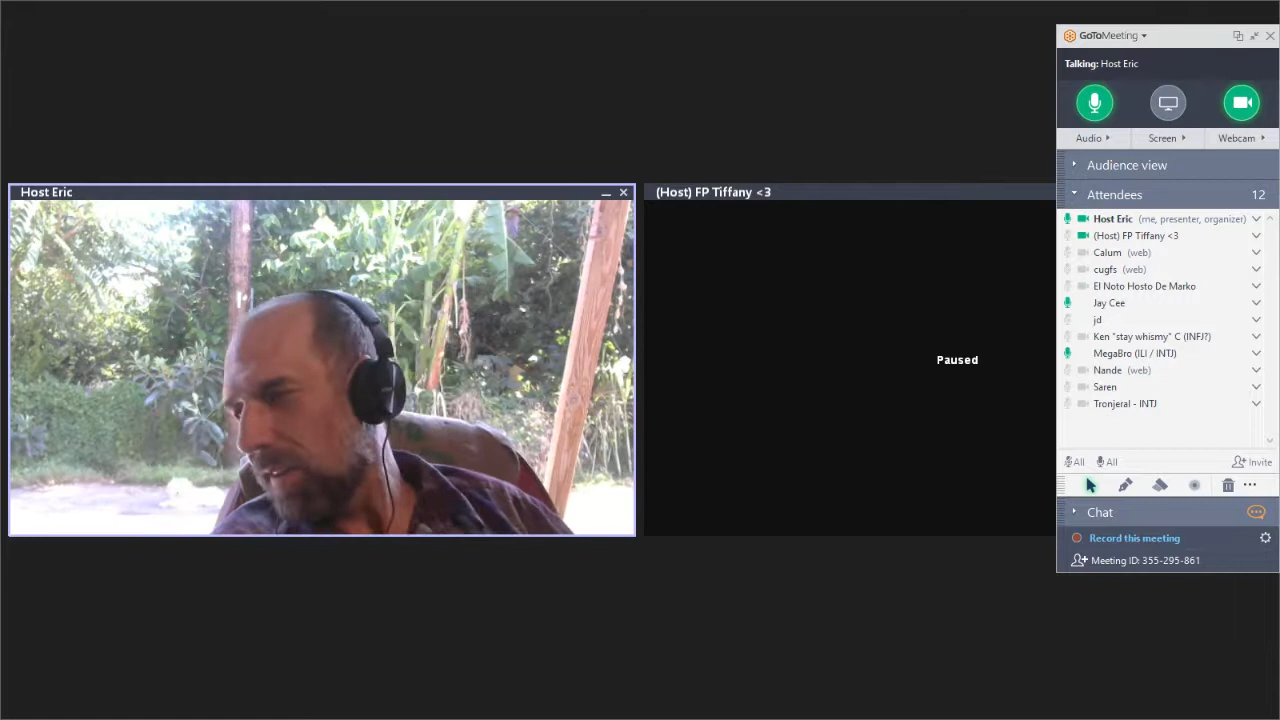 GoToMeeting
Talking: Host Eric
Audio
Screen
Webcam
Audience view
Attendees 12
Host Eric
(Host) FP Tiffany <3
Paused
Host Eric (me, presenter, organizer)
(Host) FP Tiffany <3
Calum (web)
cugfs (web)
El Noto Hosto De Marko
Jay Cee
jd
Ken "stay whismy" C (INFJ?)
MegaBro (ILI / INTJ)
Nande (web)
Saren
Tronjeral - INTJ
All
All
Invite
Chat
Record this meeting
Meeting ID: 355-295-861